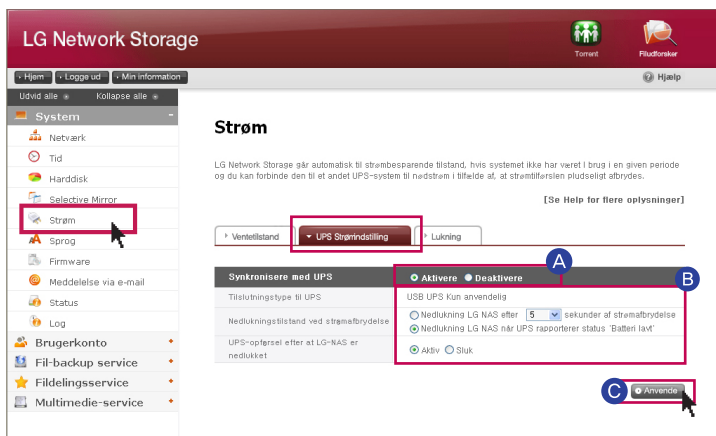 LG Network Storage
Torrent
Filudforsker
Hjem
Logge ud
Min information
Hjælp
Udvid alle
Kollapse alle
System
Netværk
Tid
Harddisk
Selective Mirror
Strøm
Sprog
Firmware
Meddelelse via e-mail
Status
Log
Brugerkonto
Fil-backup service
Fildelingsservice
Multimedie-service
Strøm
LG Network Storage går automatisk til strømbesparende tilstand, hvis systemet ikke har været i brug i en given periode
og du kan forbinde den til et andet UPS-system til nødstrøm i tilfælde af, at strømtilførslen pludseligt afbrydes.
[Se Help for flere oplysninger]
Ventetilstand
UPS Strømindstilling
Lukning
A
B
Synkronisere med UPS
Aktivere
Deaktivere
Tilslutningstype til UPS
USB UPS Kun anvendelig
Nedlukningstilstand ved strømafbrydelse
Nedlukning LG NAS efter 5 sekunder af strømafbrydelse
Nedlukning LG NAS når UPS rapporterer status 'Batteri lavt'
UPS-opførsel efter at LG-NAS er
nedlukket
Aktiv
Sluk
C
Anvende